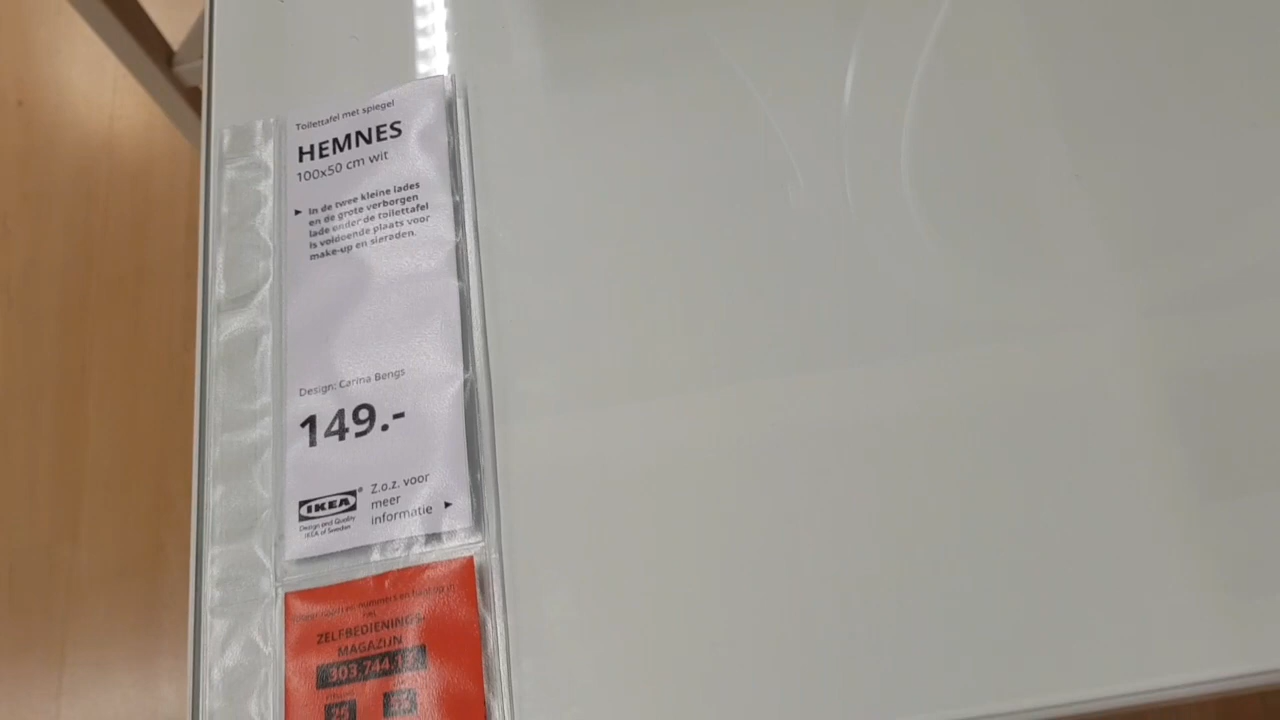 Toilettafel met spiegel
HEMNES
100x50 cm wit
► In de twee kleine lades
en de grote verborgen
lade onder de toilettafel
is voldoende plaats voor
make-up en sieraden.
Design: Carina Bengs
149.-
IKEA®
Design and Quality
IKEA of Sweden
Z.o.z. voor
meer
informatie ►
ZELFBEDIENINGS-
MAGAZIJN
303.744.